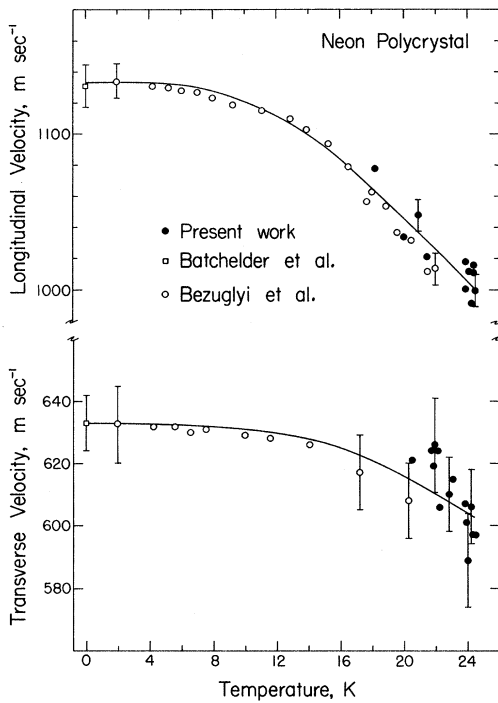 Neon Polycrystal
Longitudinal Velocity, m sec⁻¹
1100
1000
● Present work
□ Batchelder et al.
○ Bezuglyi et al.
Transverse Velocity, m sec⁻¹
640
620
600
580
0 4 8 12 16 20 24
Temperature, K